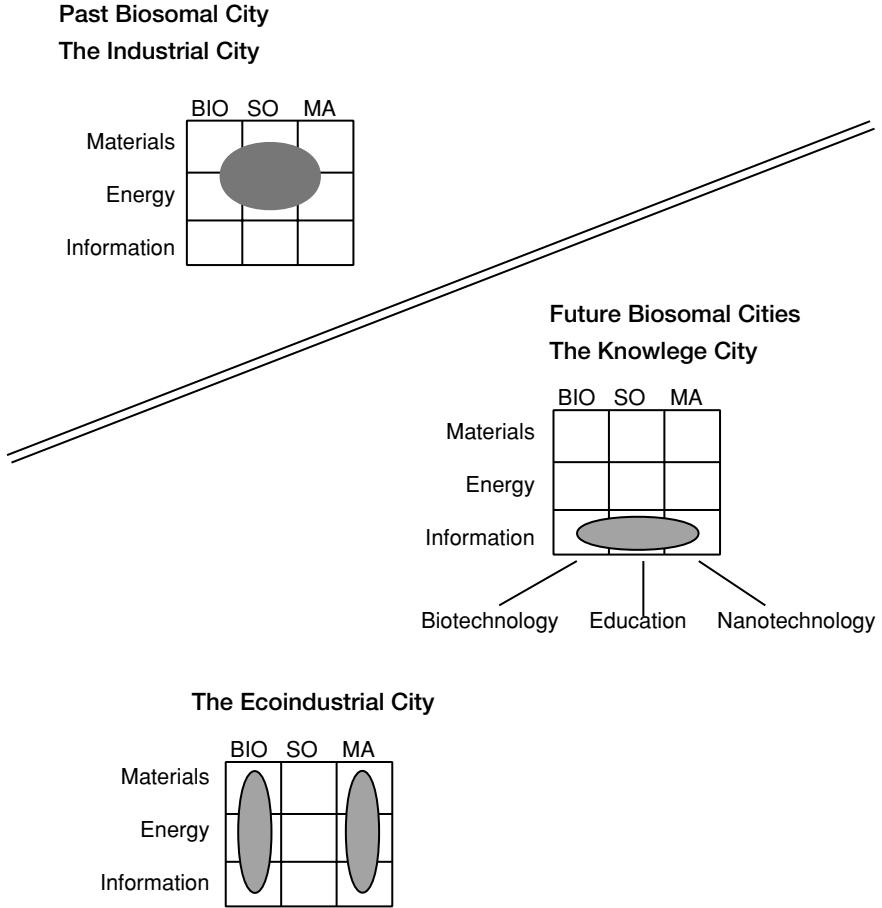 Past Biosomal City
The Industrial City
BIO SO MA
Materials
Energy
Information
Future Biosomal Cities
The Knowlege City
BIO SO MA
Materials
Energy
Information
Biotechnology Education Nanotechnology
The Ecoindustrial City
BIO SO MA
Materials
Energy
Information